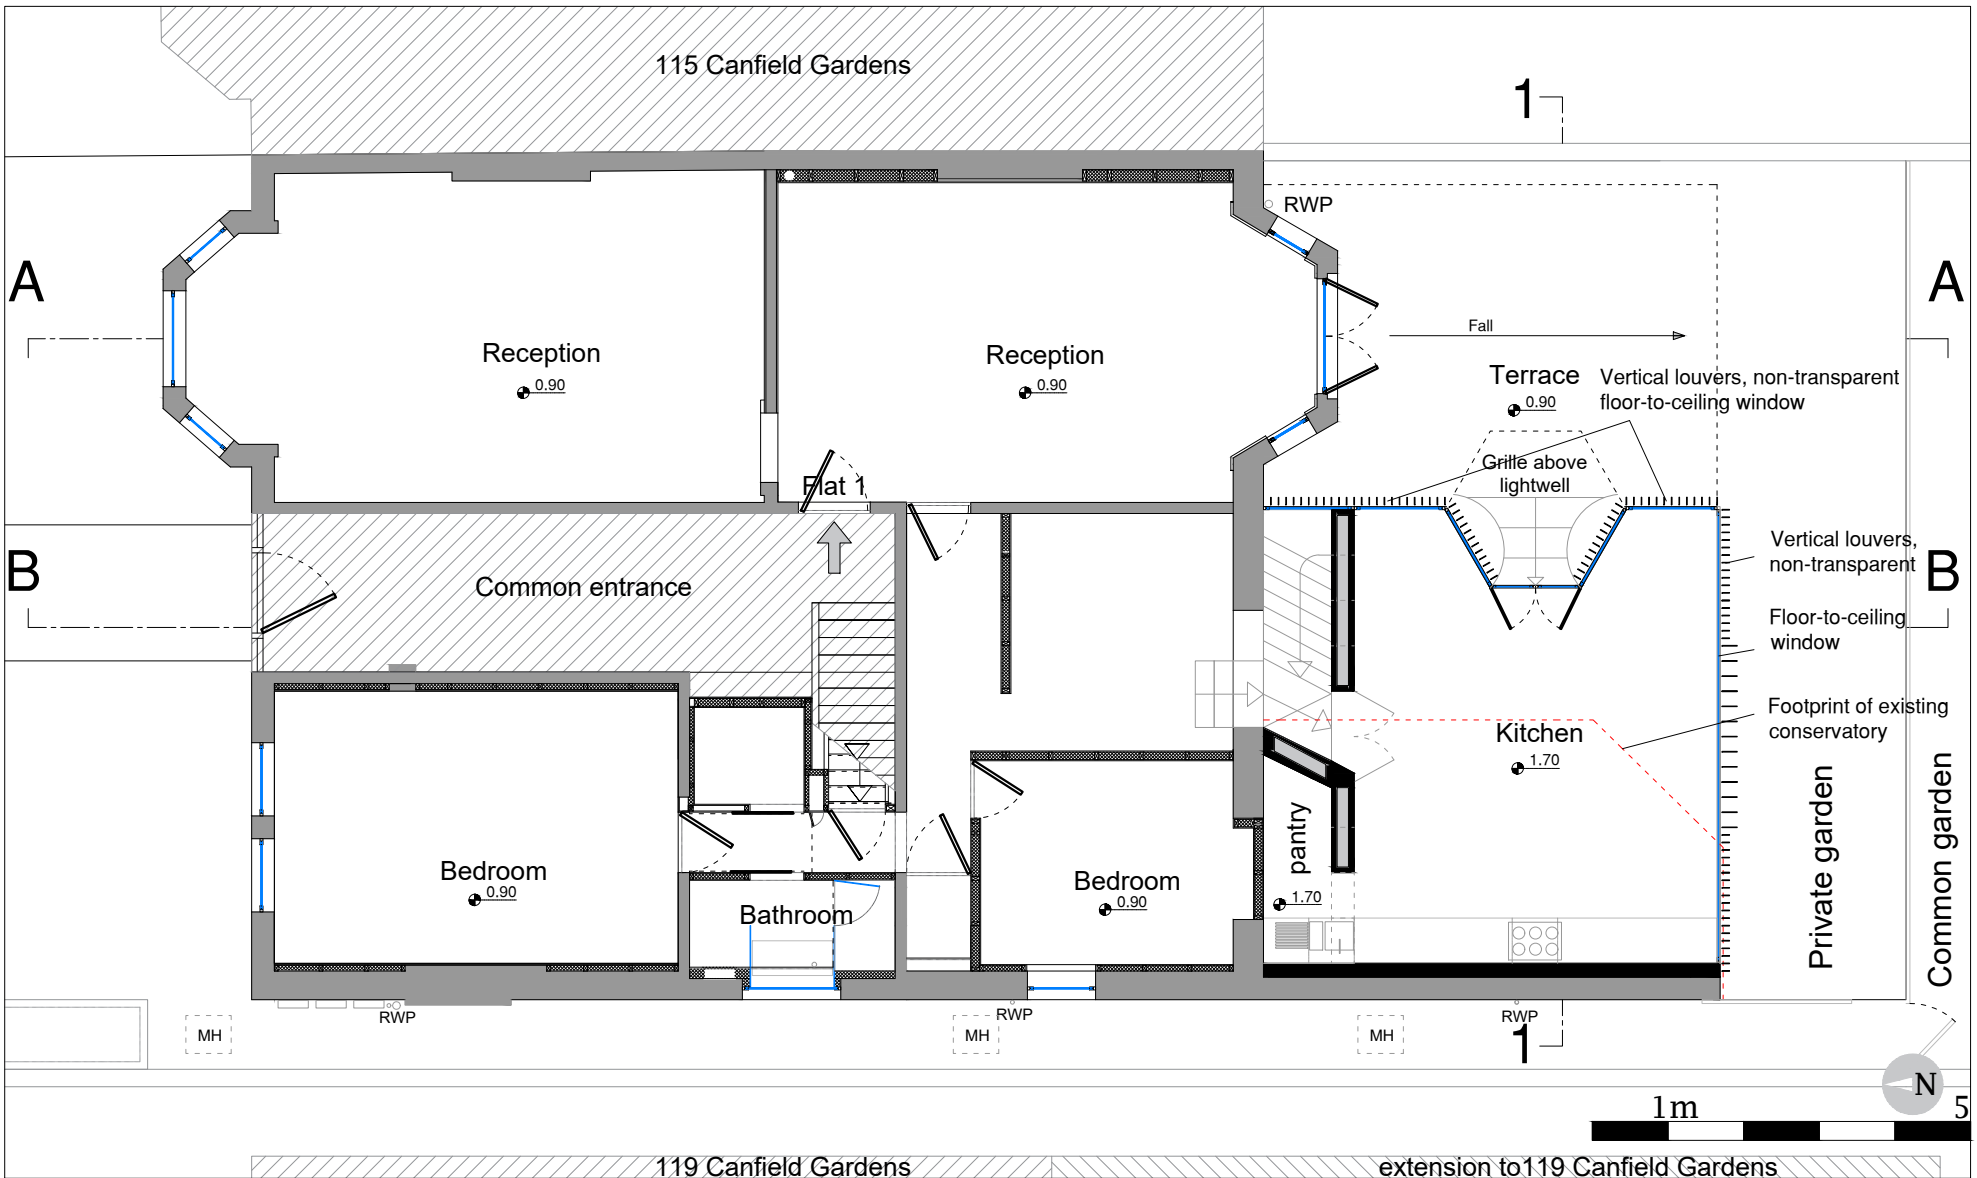 115 Canfield Gardens
1
RWP
A
A
Fall
Reception
0.90
Reception
0.90
Terrace
0.90
Vertical louvers, non-transparent
floor-to-ceiling window
Grille above
lightwell
Flat 1
Vertical louvers,
non-transparent
B
B
Common entrance
Floor-to-ceiling
window
Footprint of existing
conservatory
Kitchen
1.70
pantry
1.70
Private garden
Common garden
Bedroom
0.90
Bathroom
Bedroom
0.90
RWP
RWP
RWP
MH
MH
MH
1
N
1m
5
119 Canfield Gardens
extension to119 Canfield Gardens